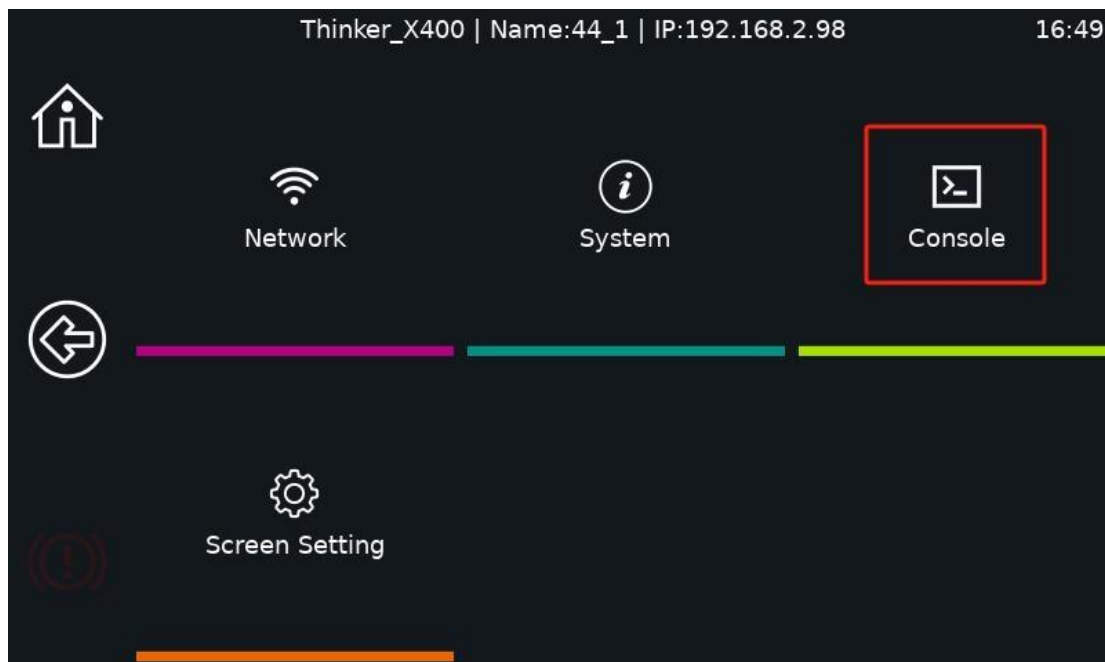 Thinker_X400 | Name:44_1 | IP:192.168.2.98
16:49
Network
System
Console
Screen Setting